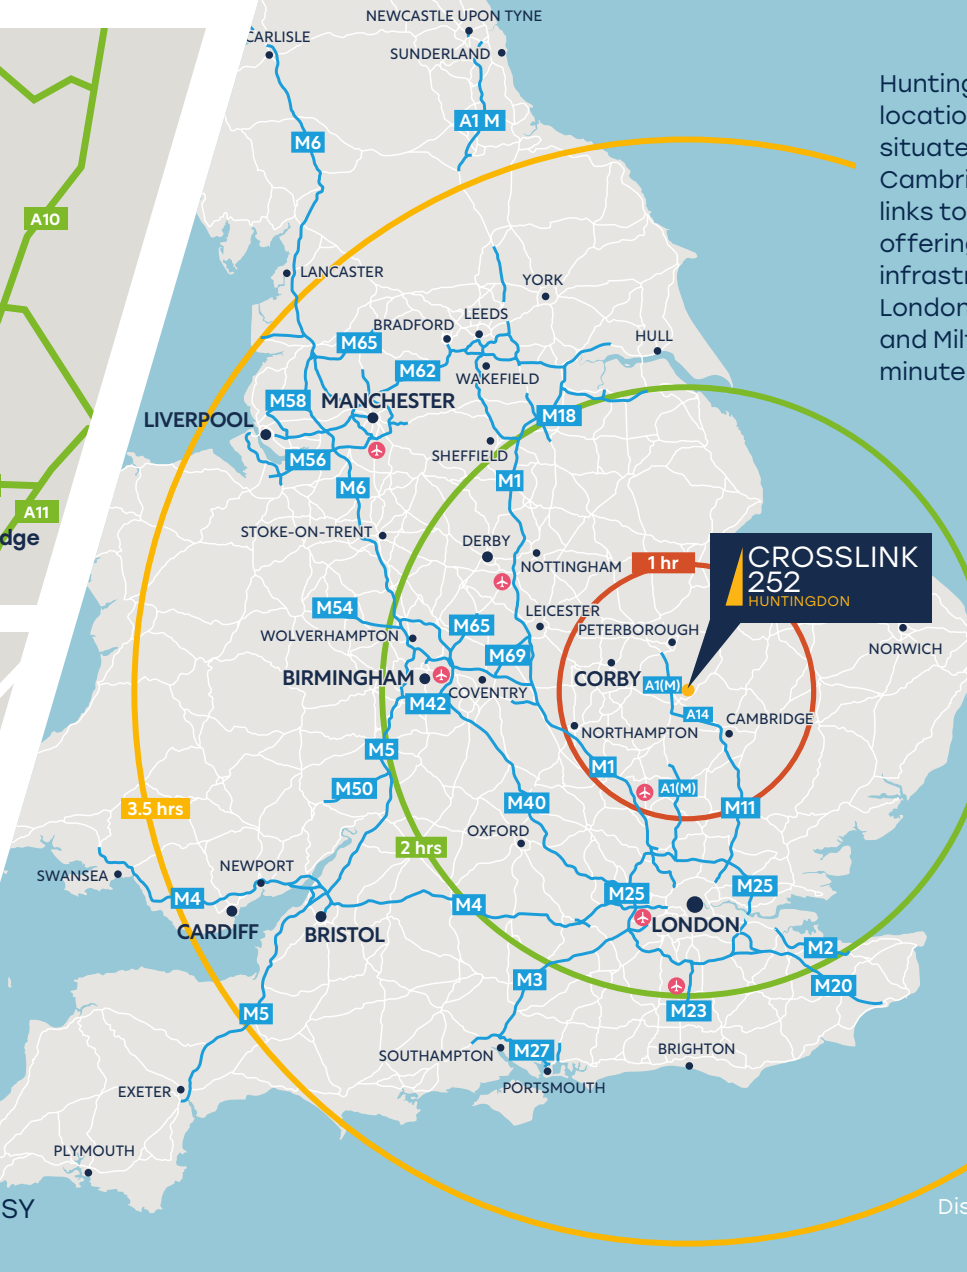 NEWCASTLE UPON TYNE
CARLISLE
SUNDERLAND
A1 M
M6
A10
LANCASTER
YORK
LEEDS
BRADFORD
HULL
M65
M62
WAKEFIELD
M58
MANCHESTER
M18
LIVERPOOL
SHEFFIELD
M56
M1
M6
A11
dge
STOKE-ON-TRENT
DERBY
NOTTINGHAM
1 hr
CROSSLINK
252
HUNTINGDON
M54
LEICESTER
M65
PETERBOROUGH
WOLVERHAMPTON
NORWICH
M69
BIRMINGHAM
CORBY
A1(M)
COVENTRY
M42
A14
CAMBRIDGE
NORTHAMPTON
M5
M1
M50
A1(M)
3.5 hrs
M40
M11
OXFORD
2 hrs
NEWPORT
SWANSEA
M25
M25
M4
M4
CARDIFF
BRISTOL
LONDON
M2
M3
M20
M5
M23
SOUTHAMPTON
M27
BRIGHTON
PORTSMOUTH
EXETER
PLYMOUTH
SY
Hunting
locatio
situate
Cambri
links to
offering
infrastr
London
and Milt
minute
Dis